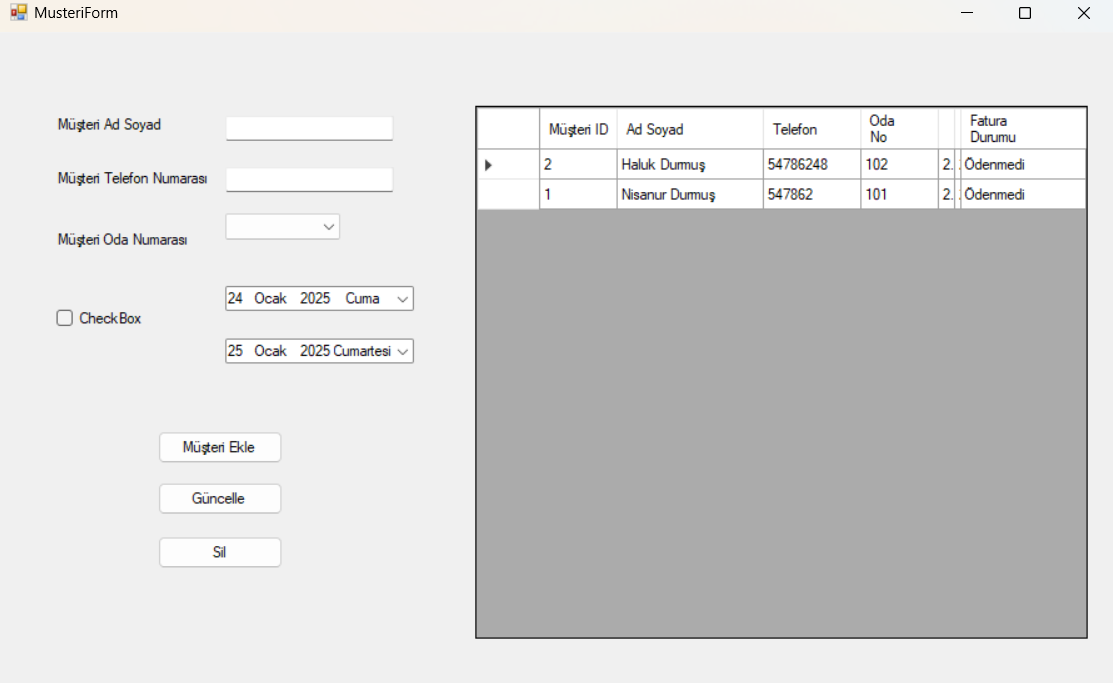 MusteriForm
Müşteri Ad Soyad
Müşteri Telefon Numarası
Müşteri Oda Numarası
24 Ocak 2025 Cuma
CheckBox
25 Ocak 2025 Cumartesi
Müşteri Ekle
Güncelle
Sil
Müşteri ID Ad Soyad Telefon Oda No Fatura Durumu
2 Haluk Durmuş 54786248 102 2. Ödenmedi
1 Nisanur Durmuş 547862 101 2. Ödenmedi